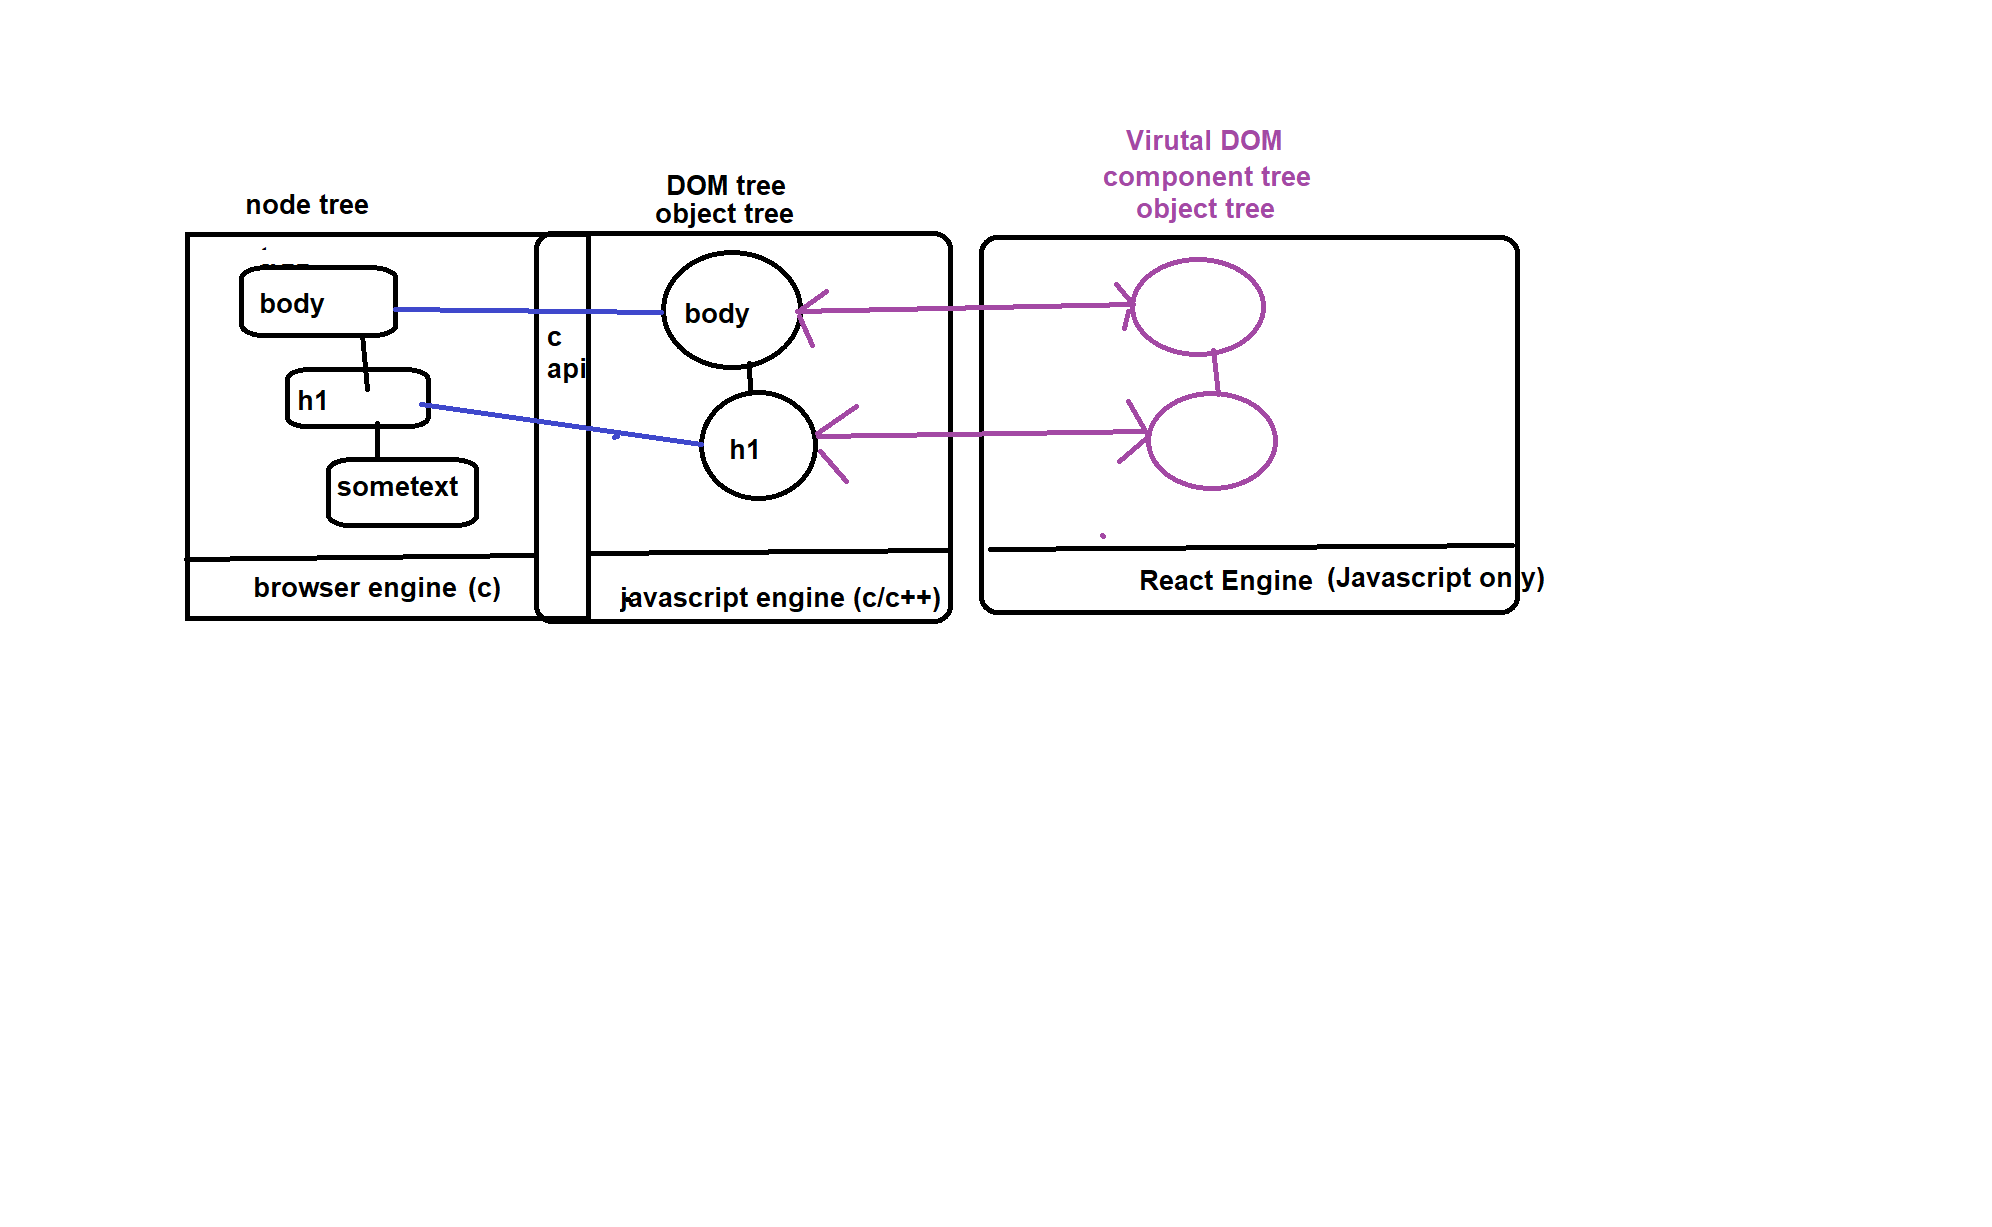 node tree
body
h1
sometext
browser engine (c)
c
api
DOM tree
object tree
body
h1
javascript engine (c/c++)
Virutal DOM
component tree
object tree
React Engine (Javascript only)